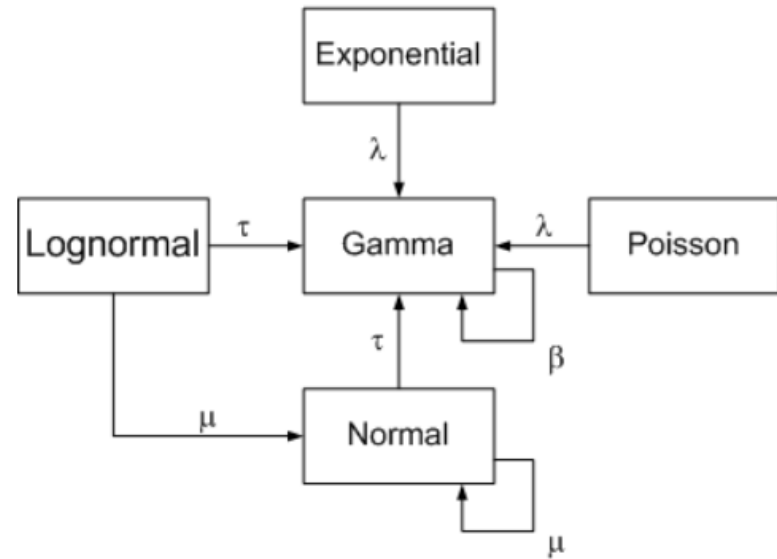 Exponential
λ
Lognormal
τ
Gamma
λ
Poisson
τ
β
μ
Normal
μ